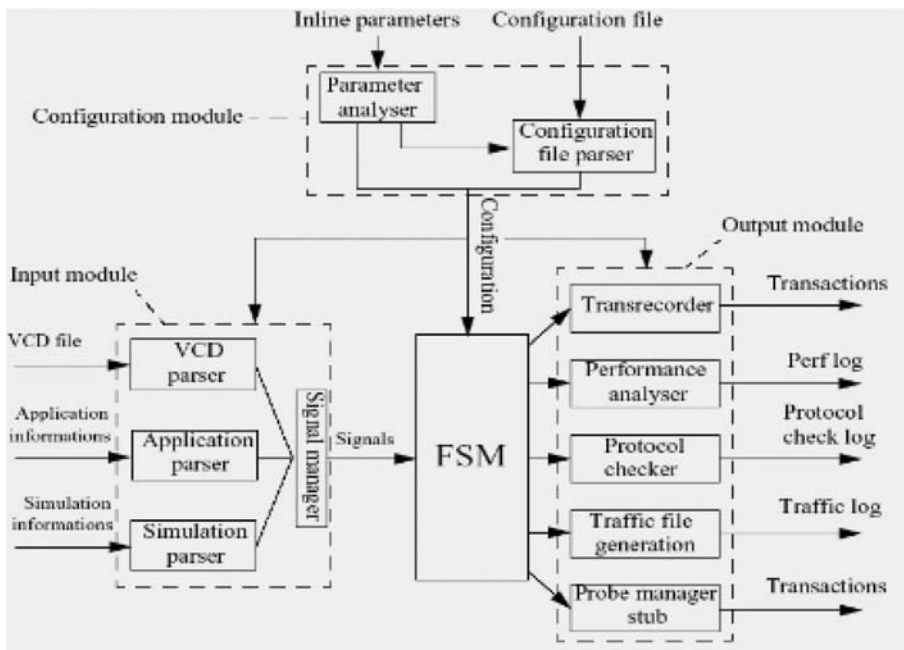 Inline parameters
Configuration file
Parameter
analyser
Configuration module
Configuration
file parser
Configuration
Output module
Input module
Transrecorder
Transactions
VCD file
VCD
parser
Signal manager
Performance
analyser
Perf log
Application
informations
Application
parser
Signals
FSM
Protocol
checker
Protocol
check log
Simulation
informations
Simulation
parser
Traffic file
generation
Traffic log
Probe manager
stub
Transactions